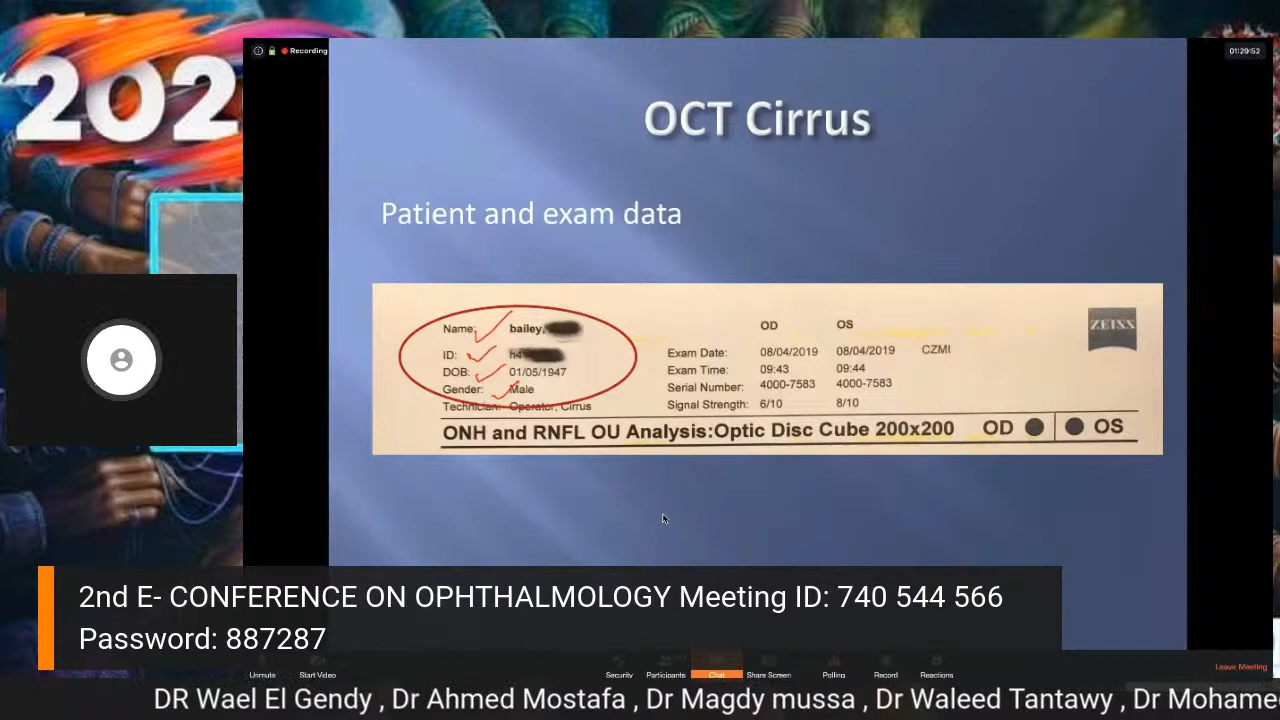 202
Recording
01:29:52
OCT Cirrus
Patient and exam data
Name: bailey,
ID: h4
DOB: 01/05/1947
Gender: Male
Technician: Operator, Cirrus
OD OS
Exam Date: 08/04/2019 08/04/2019 CZMI
Exam Time: 09:43 09:44
Serial Number: 4000-7583 4000-7583
Signal Strength: 6/10 8/10
ZEISS
ONH and RNFL OU Analysis:Optic Disc Cube 200x200 OD OS
2nd E- CONFERENCE ON OPHTHALMOLOGY Meeting ID: 740 544 566
Password: 887287
Unmute Start Video Security Participants Chat Share Screen Polling Record Reactions
Leave Meeting
DR Wael El Gendy , Dr Ahmed Mostafa , Dr Magdy mussa , Dr Waleed Tantawy , Dr Mohame